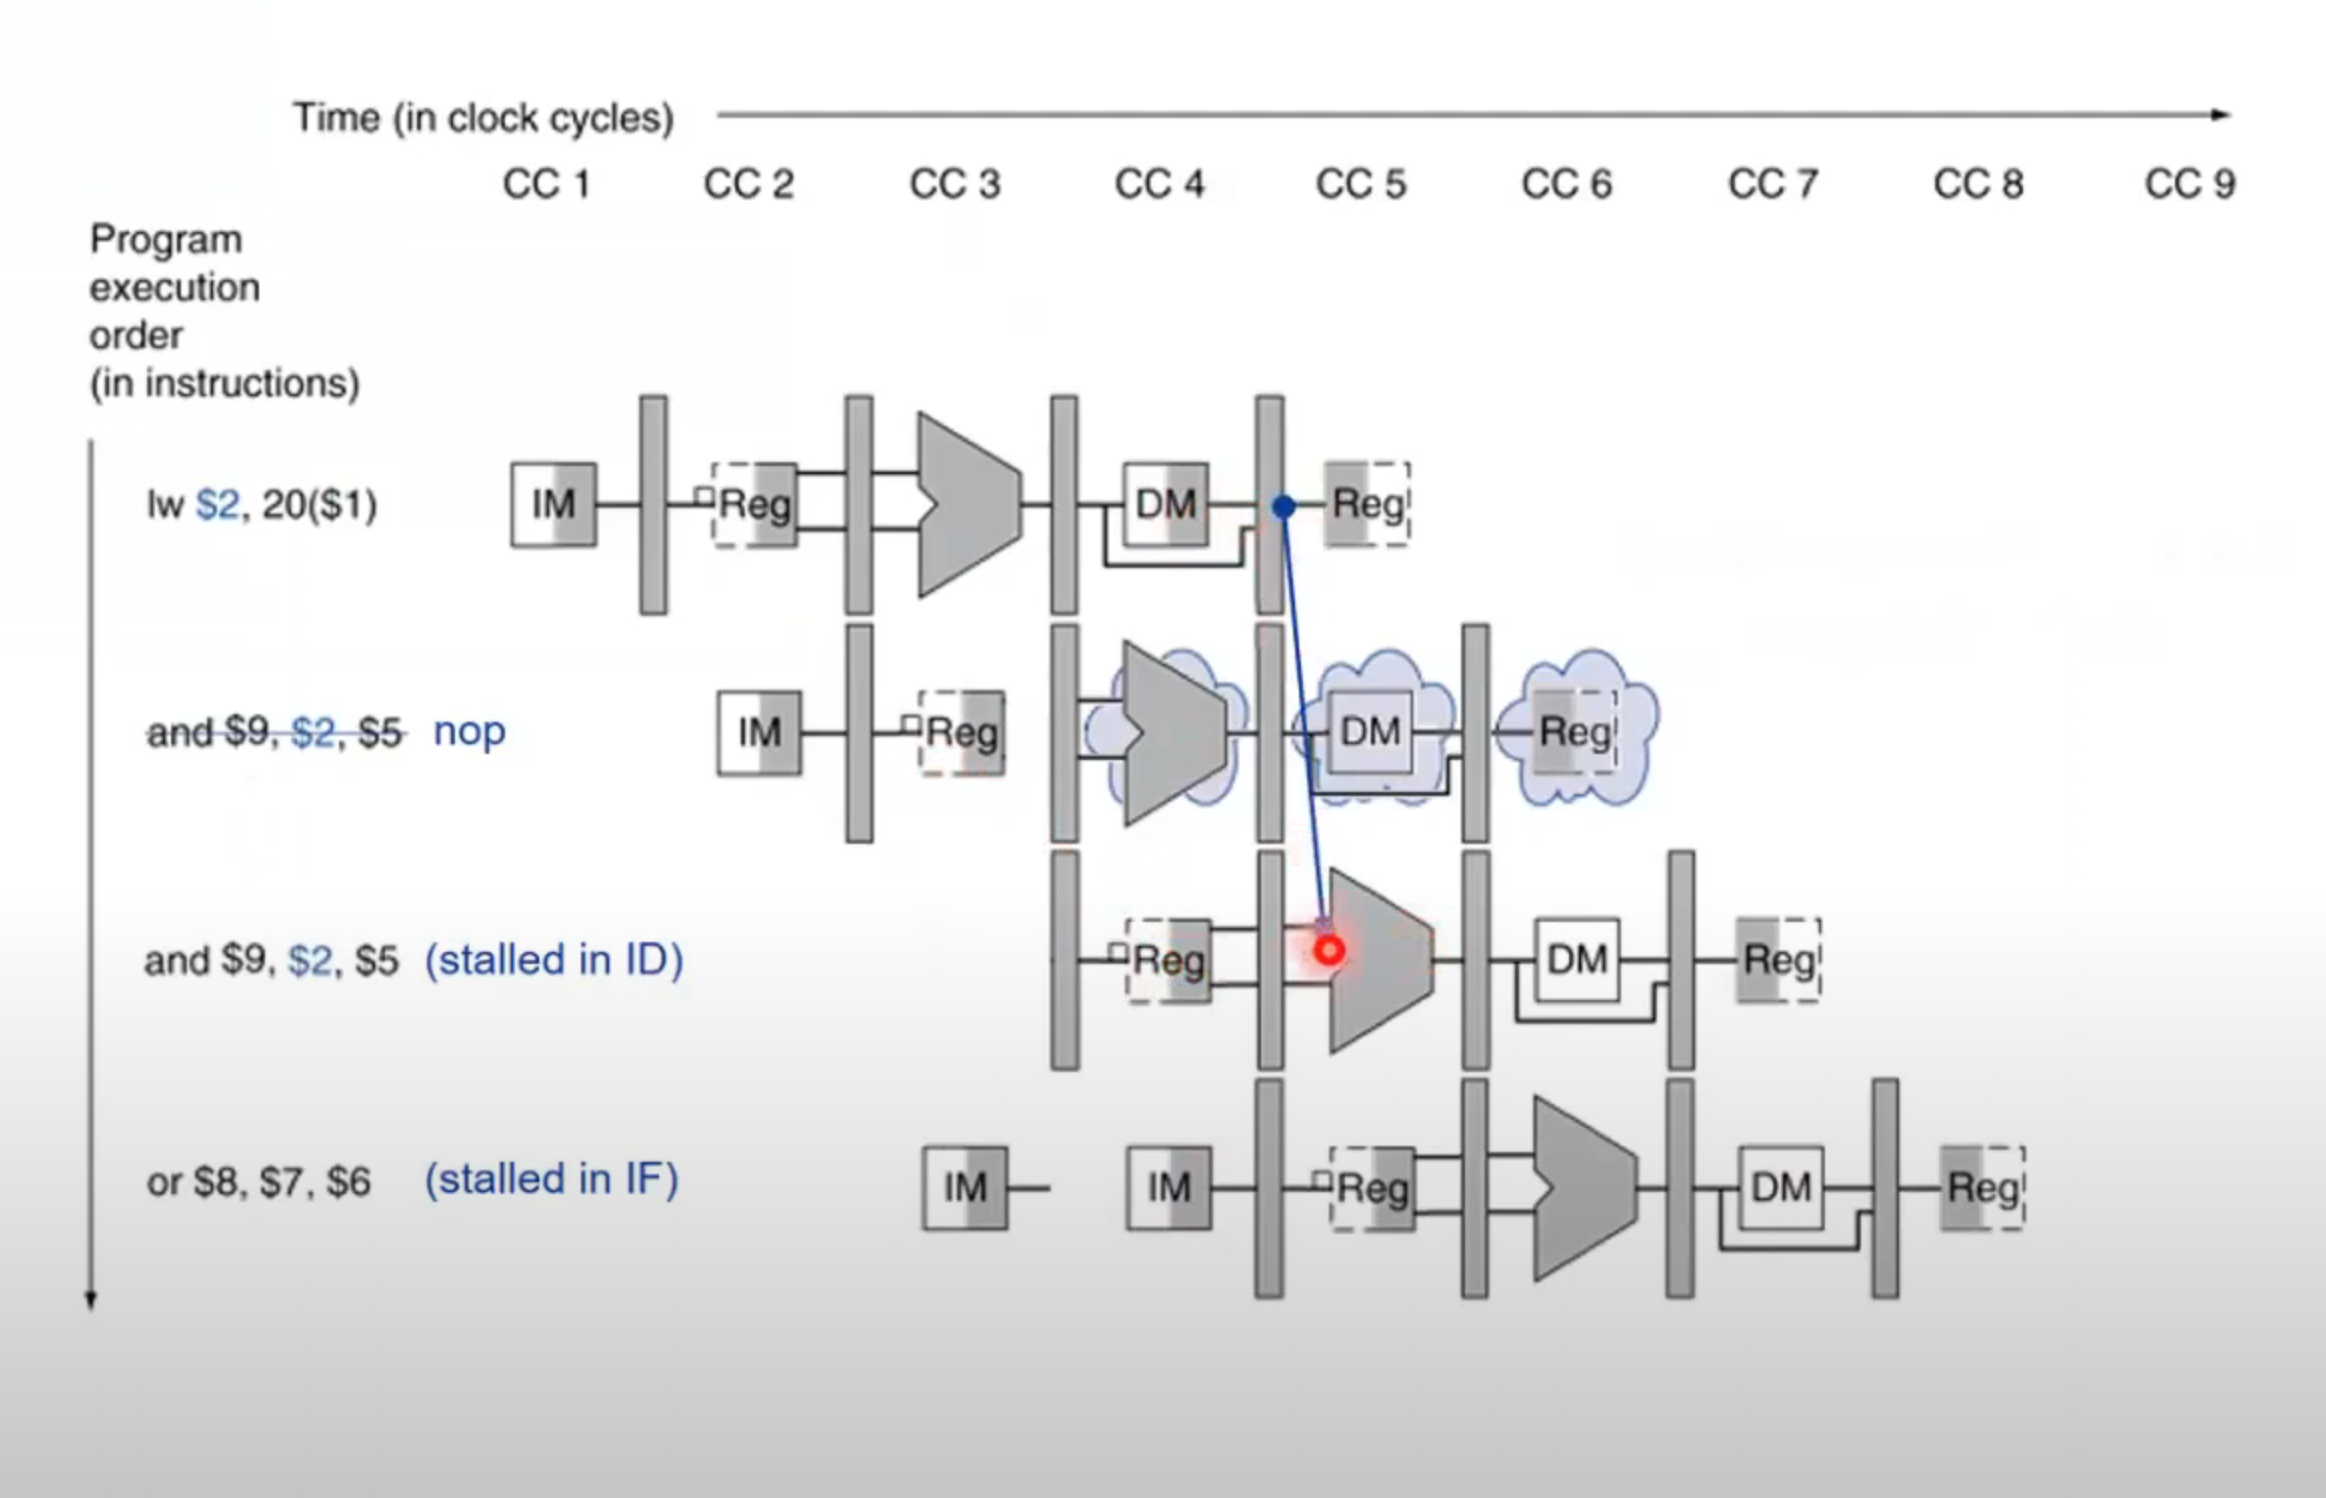 Time (in clock cycles)
CC 1 CC 2 CC 3 CC 4 CC 5 CC 6 CC 7 CC 8 CC 9
Program
execution
order
(in instructions)
lw $2, 20($1) IM Reg DM Reg
and $9, $2, $5 nop IM Reg DM Reg
and $9, $2, $5 (stalled in ID) Reg DM Reg
or $8, $7, $6 (stalled in IF) IM IM Reg DM Reg